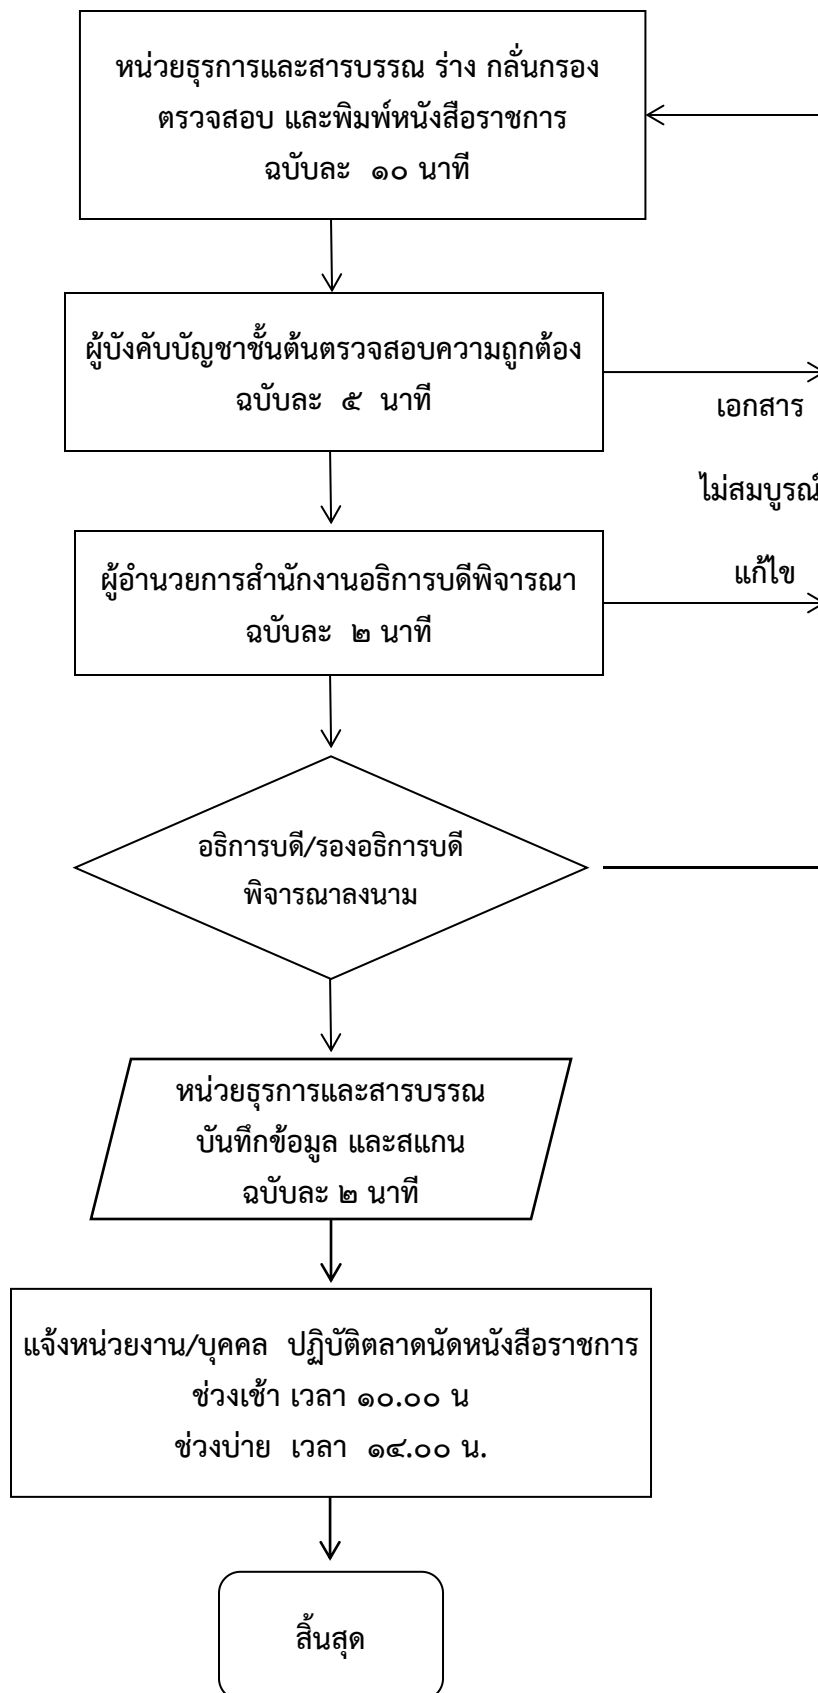 หน่วยธุรการและสารบรรณ ร่าง กลั่นกรอง
ตรวจสอบ และพิมพ์หนังสือราชการ
ฉบับละ ๑๐ นาที
ผู้บังคับบัญชาชั้นต้นตรวจสอบความถูกต้อง
ฉบับละ ๕ นาที
เอกสาร
ไม่สมบูรณ์
แก้ไข
ผู้อำนวยการสำนักงานอธิการบดีพิจารณา
ฉบับละ ๒ นาที
อธิการบดี/รองอธิการบดี
พิจารณาลงนาม
หน่วยธุรการและสารบรรณ
บันทึกข้อมูล และสแกน
ฉบับละ ๒ นาที
แจ้งหน่วยงาน/บุคคล ปฏิบัติตลาดนัดหนังสือราชการ
ช่วงเช้า เวลา ๑๐.๐๐ น
ช่วงบ่าย เวลา ๑๔.๐๐ น.
สิ้นสุด